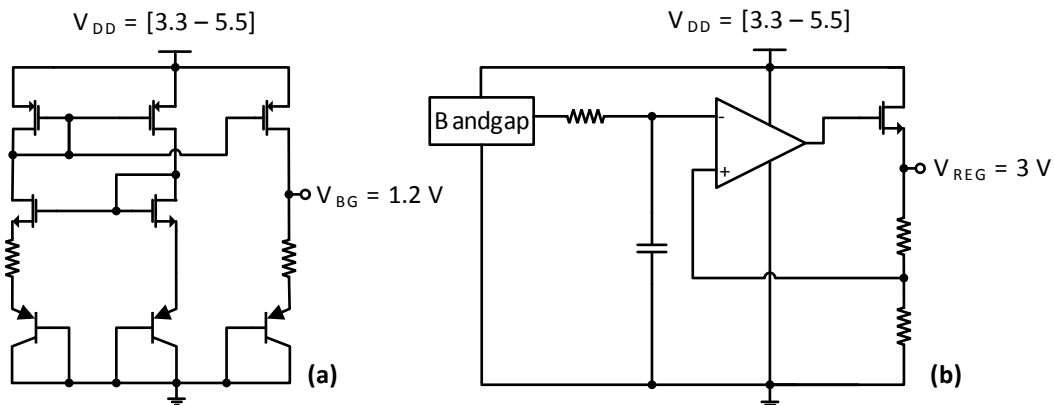 V DD = [3.3 – 5.5]
V BG = 1.2 V
(a)
V DD = [3.3 – 5.5]
Bandgap
-
+
V REG = 3 V
(b)